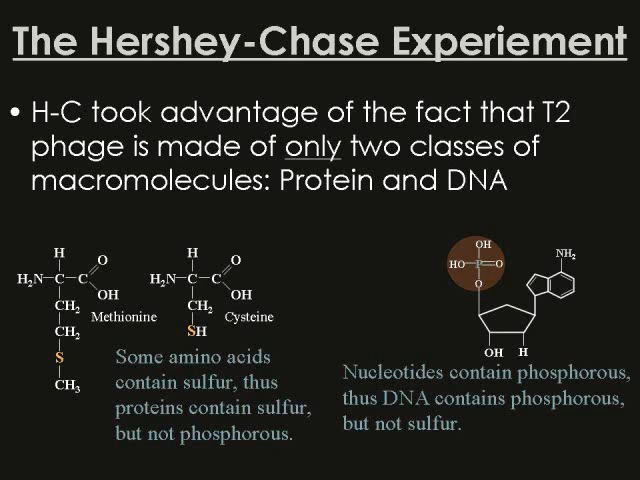 The Hershey-Chase Experiement
• H-C took advantage of the fact that T2
phage is made of only two classes of
macromolecules: Protein and DNA
H
O
H₂N–C–C
OH
CH₂
Methionine
CH₂
S
CH₃
H
O
H₂N–C–C
OH
CH₂
Cysteine
SH
OH
HO–P=O
O
NH₂
OH H
Some amino acids
contain sulfur, thus
proteins contain sulfur,
but not phosphorous.
Nucleotides contain phosphorous,
thus DNA contains phosphorous,
but not sulfur.